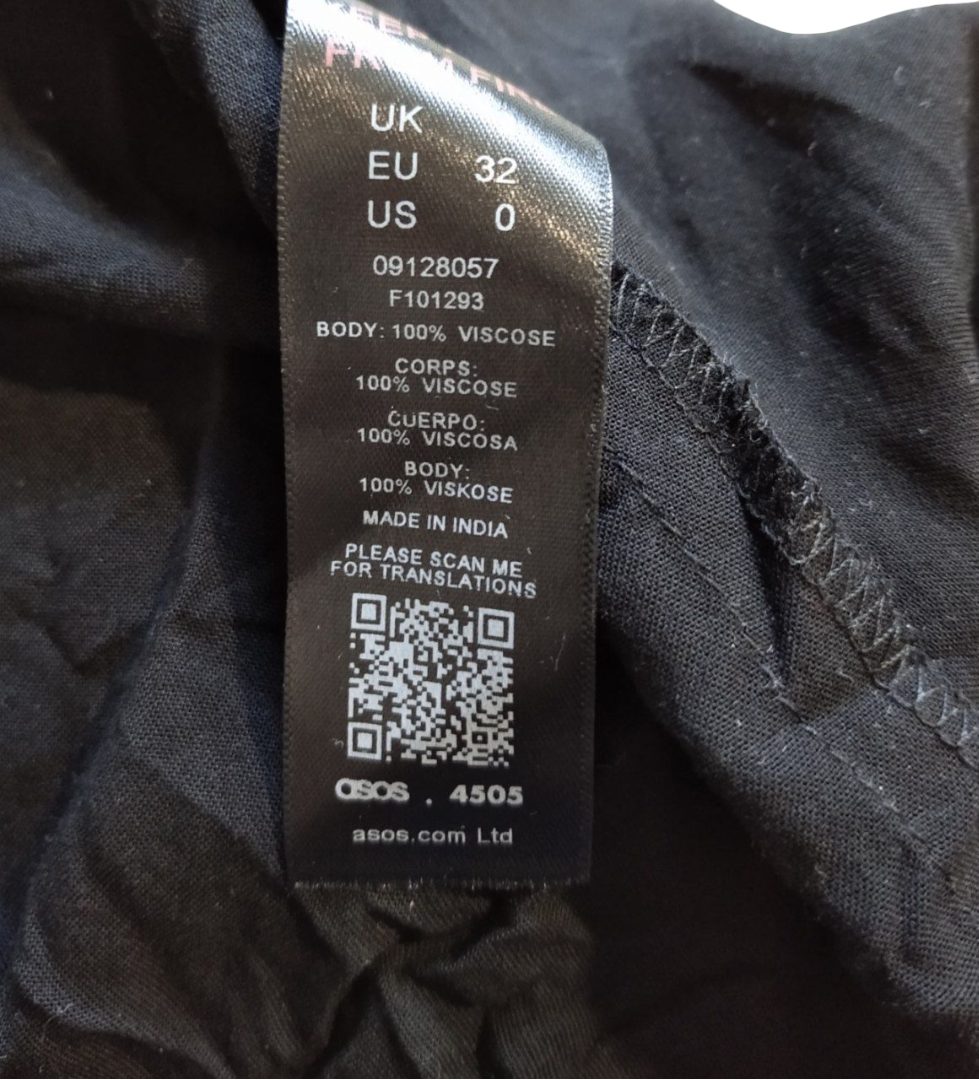 UK
EU 32
US 0
09128057
F101293
BODY: 100% VISCOSE
CORPS:
100% VISCOSE
CUERPO:
100% VISCOSA
BODY:
100% VISKOSE
MADE IN INDIA
PLEASE SCAN ME
FOR TRANSLATIONS
asos . 4505
asos.com Ltd